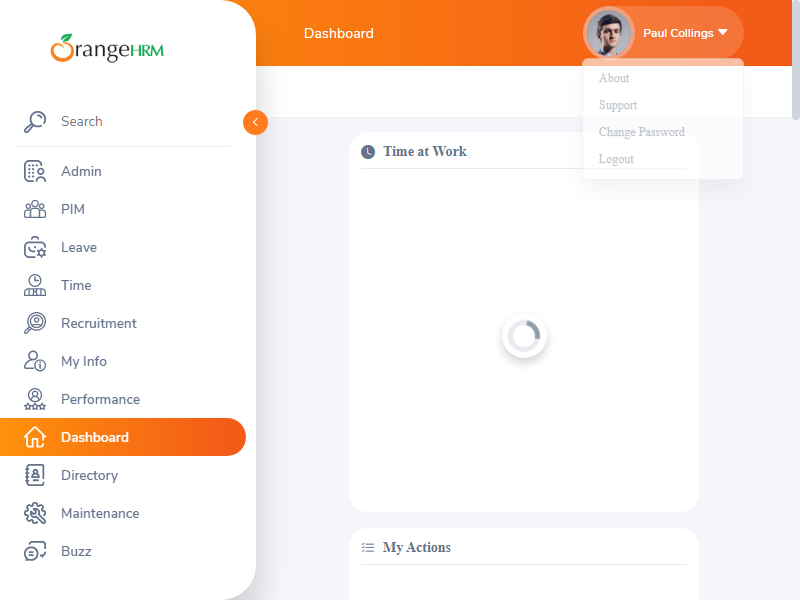 OrangeHRM
Search
Admin
PIM
Leave
Time
Recruitment
My Info
Performance
Dashboard
Directory
Maintenance
Buzz
Dashboard
Paul Collings
About
Support
Change Password
Logout
Time at Work
My Actions